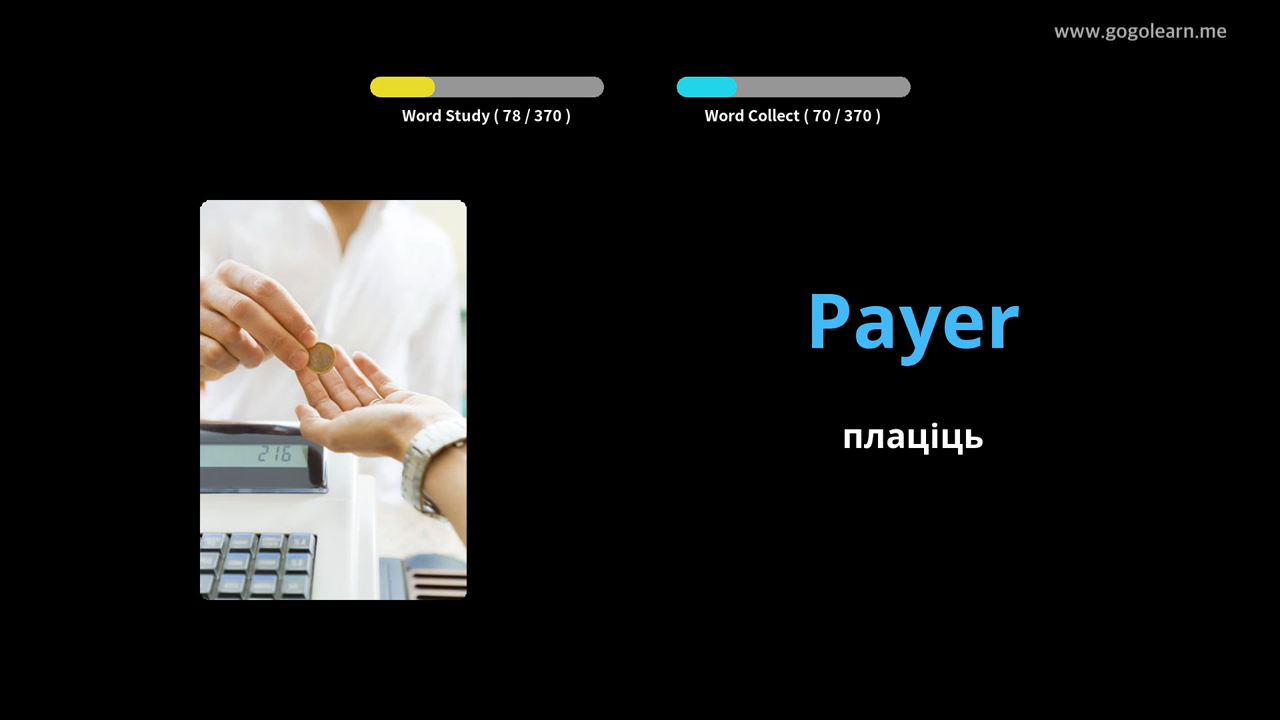 www.gogolearn.me
Word Study ( 78 / 370 )
Word Collect ( 70 / 370 )
Payer
плаціць
216